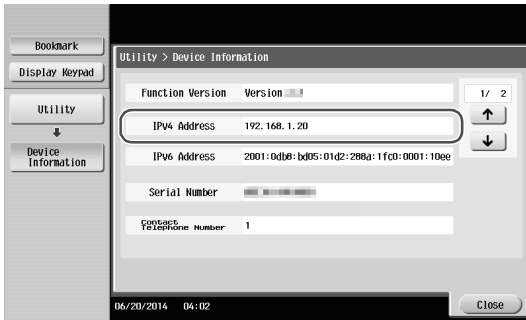 Bookmark
Display Keypad
Utility
Device
Information
Utility > Device Information
Function Version Version
IPv4 Address 192.168.1.20
IPv6 Address 2001:0db8:bd05:01d2:288a:1fc0:0001:10ee
Serial Number
Contact
Telephone Number 1
1/ 2
06/20/2014 04:02
Close